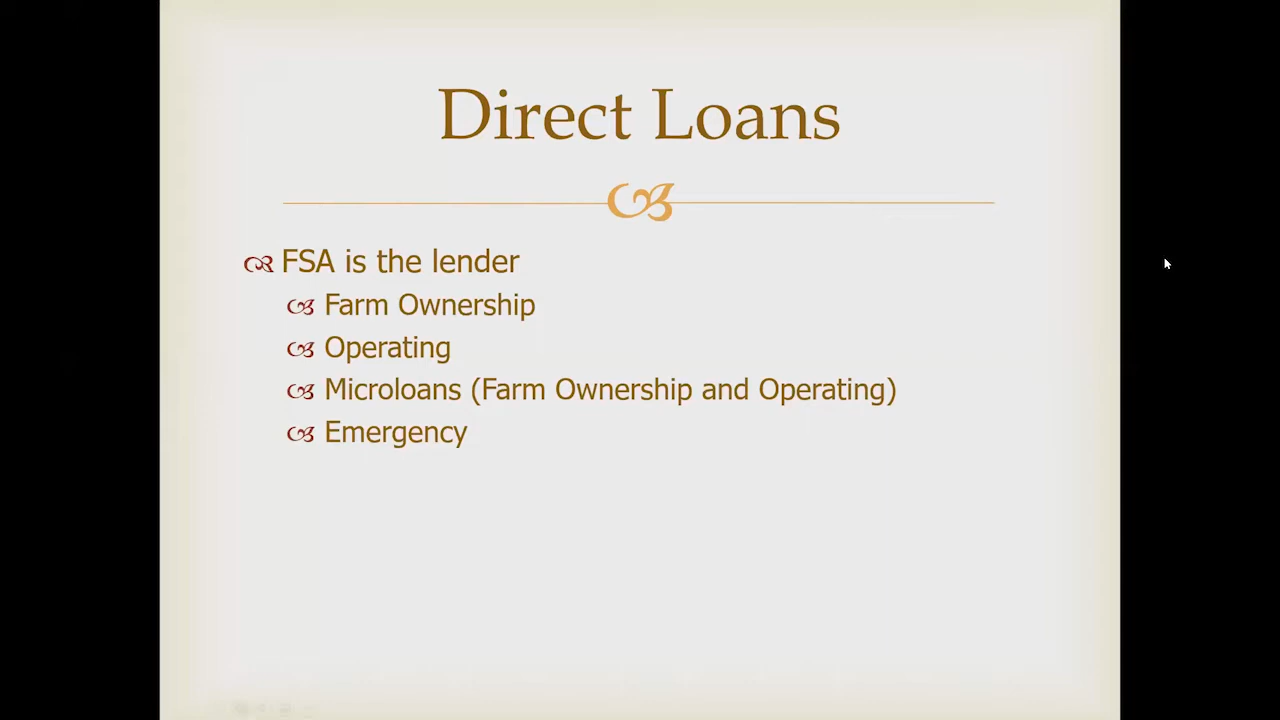 Direct Loans
FSA is the lender
Farm Ownership
Operating
Microloans (Farm Ownership and Operating)
Emergency